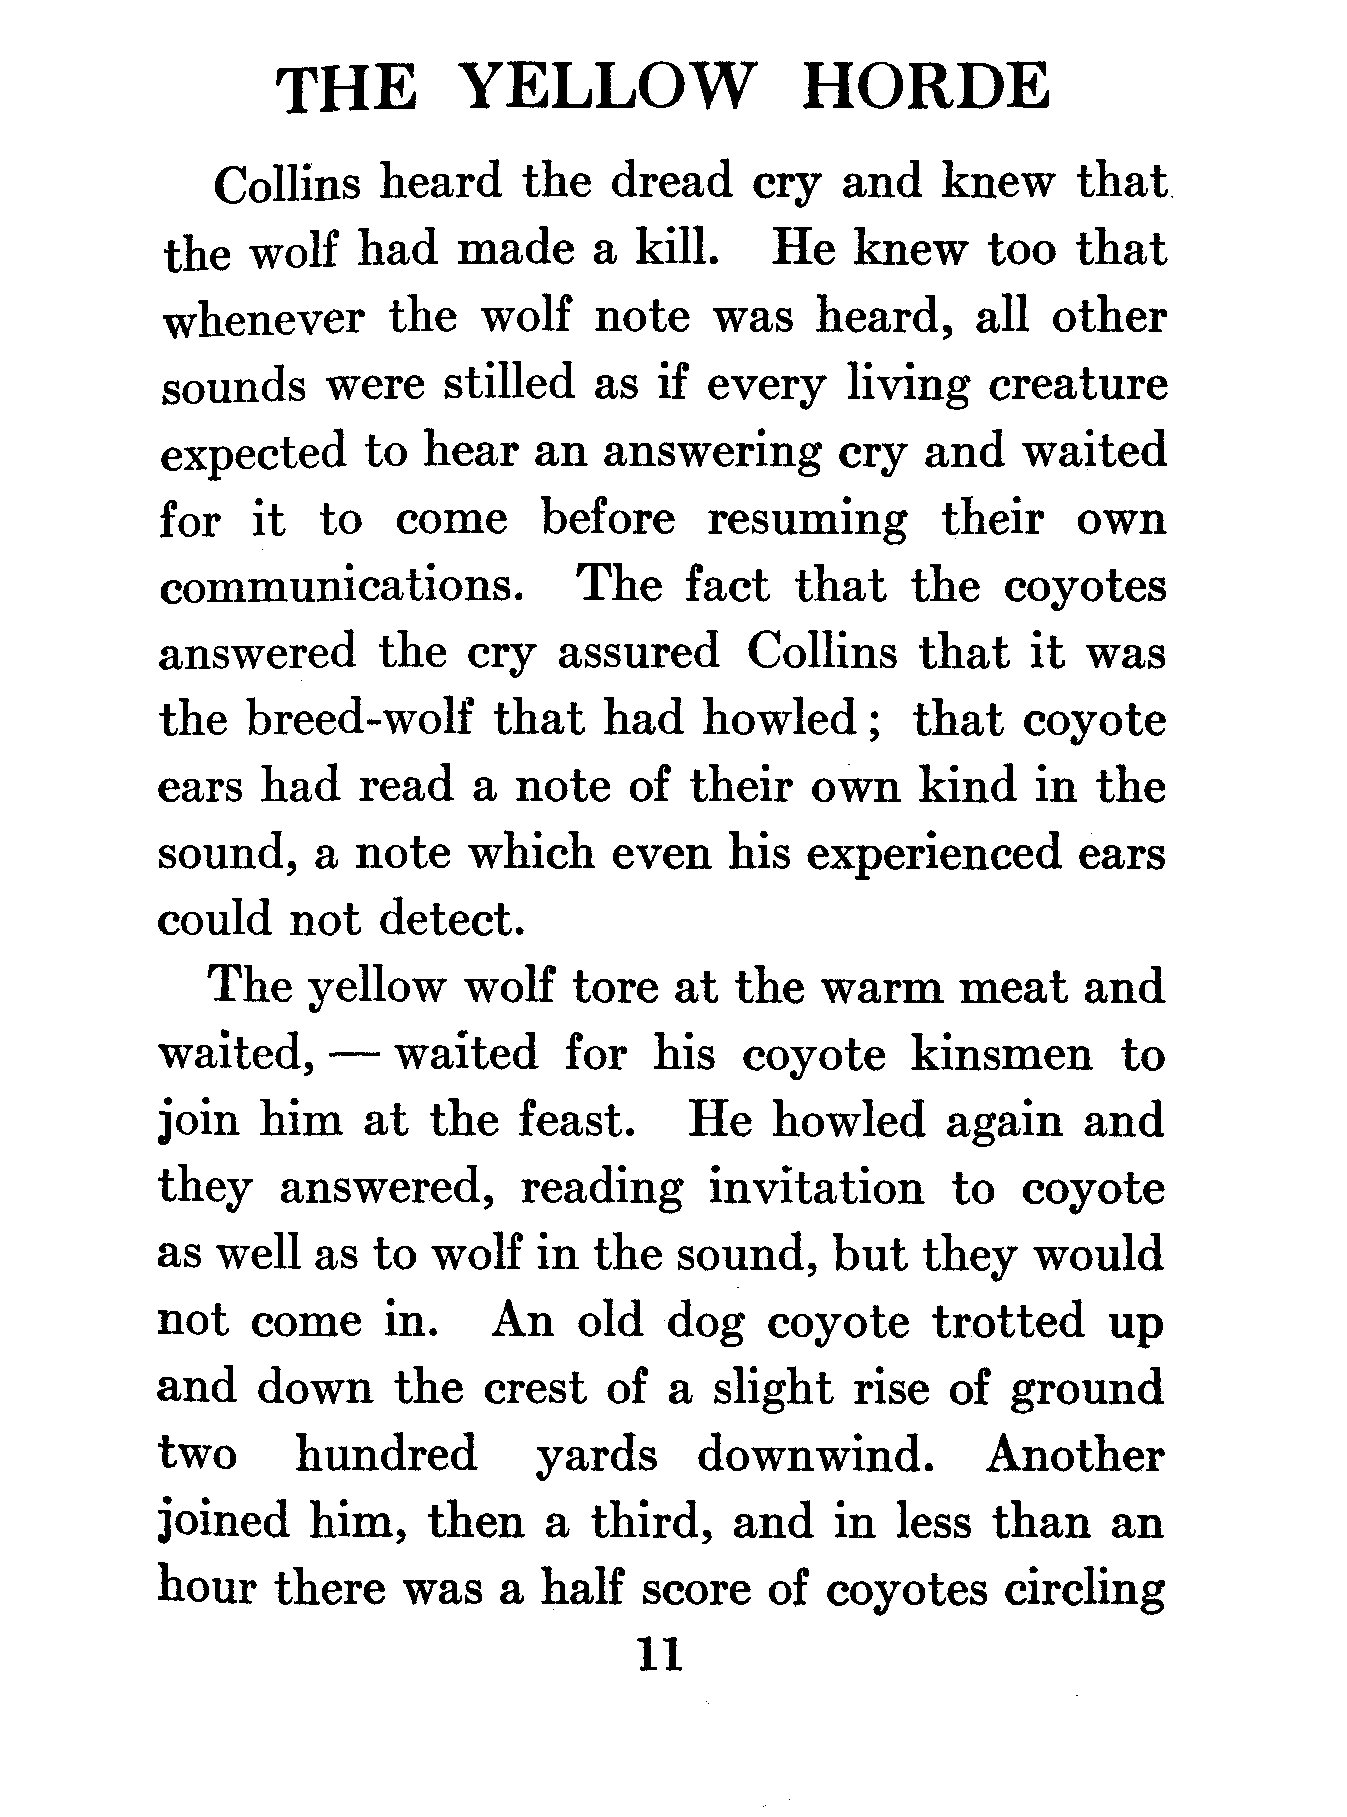 THE YELLOW HORDE
Collins heard the dread cry and knew that
the wolf had made a kill. He knew too that
whenever the wolf note was heard, all other
sounds were stilled as if every living creature
expected to hear an answering cry and waited
for it to come before resuming their own
communications. The fact that the coyotes
answered the cry assured Collins that it was
the breed-wolf that had howled; that coyote
ears had read a note of their own kind in the
sound, a note which even his experienced ears
could not detect.
The yellow wolf tore at the warm meat and
waited, — waited for his coyote kinsmen to
join him at the feast. He howled again and
they answered, reading invitation to coyote
as well as to wolf in the sound, but they would
not come in. An old dog coyote trotted up
and down the crest of a slight rise of ground
two hundred yards downwind. Another
joined him, then a third, and in less than an
hour there was a half score of coyotes circling
11